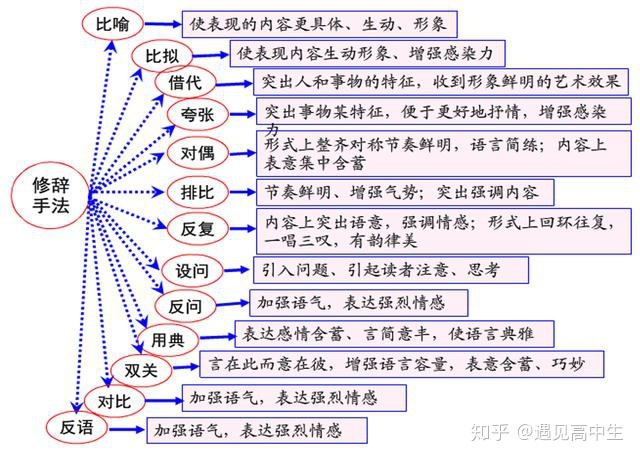 比喻
使表现的内容更具体、生动、形象
比拟
使表现内容生动形象、增强感染力
借代
突出人和事物的特征，收到形象鲜明的艺术效果
夸张
突出事物某特征，便于更好地抒情，增强感染
力
对偶
形式上整齐对称节奏鲜明，语言简练；内容上
表意集中含蓄
修辞
手法
排比
节奏鲜明、增强气势；突出强调内容
反复
内容上突出语意，强调情感；形式上回环往复，
一唱三叹，有韵律美
设问
引入问题、引起读者注意、思考
反问
加强语气，表达强烈情感
用典
表达感情含蓄、言简意丰，使语言典雅
双关
言在此而意在彼，增强语言容量，表意含蓄、巧妙
对比
加强语气，表达强烈情感
反语
加强语气，表达强烈情感
知乎 @遇见高中生